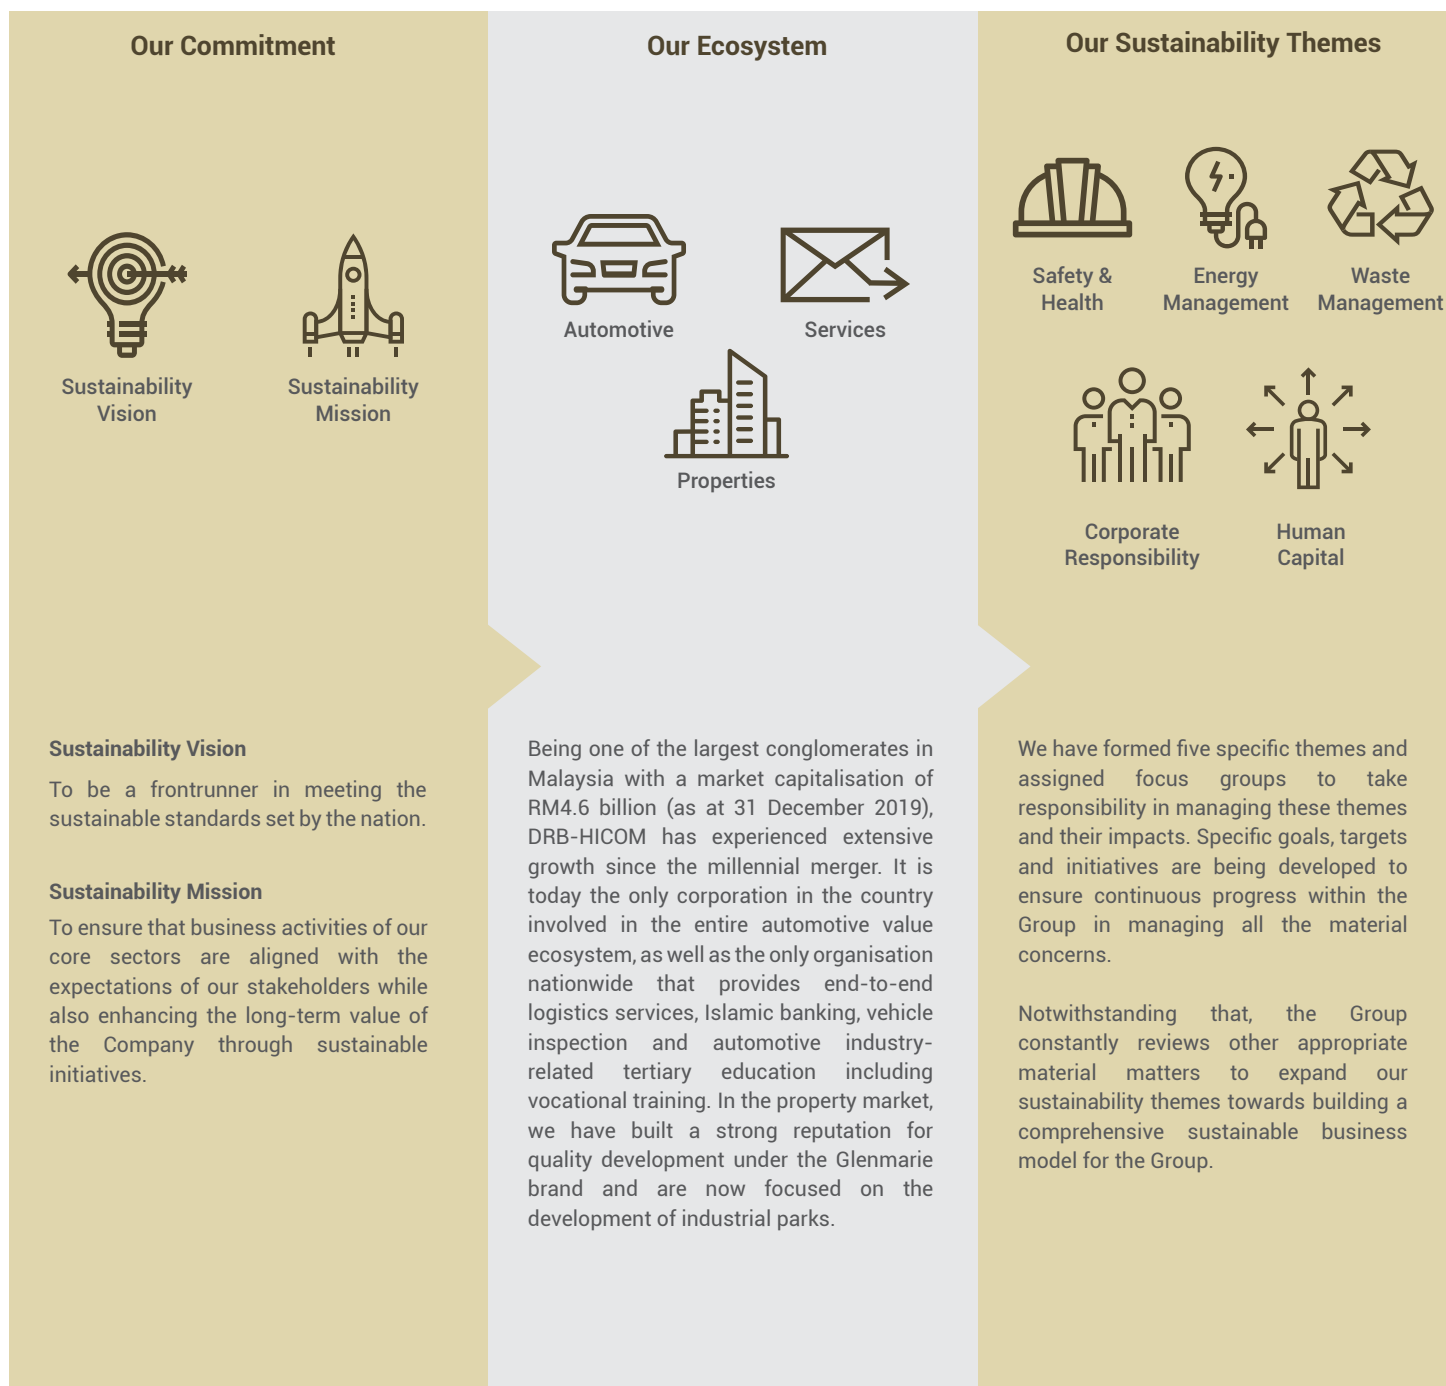 Our Commitment
Sustainability
Vision
Sustainability
Mission
Sustainability Vision
To be a frontrunner in meeting the
sustainable standards set by the nation.
Sustainability Mission
To ensure that business activities of our
core sectors are aligned with the
expectations of our stakeholders while
also enhancing the long-term value of
the Company through sustainable
initiatives.
Our Ecosystem
Automotive
Services
Properties
Being one of the largest conglomerates in
Malaysia with a market capitalisation of
RM4.6 billion (as at 31 December 2019),
DRB-HICOM has experienced extensive
growth since the millennial merger. It is
today the only corporation in the country
involved in the entire automotive value
ecosystem, as well as the only organisation
nationwide that provides end-to-end
logistics services, Islamic banking, vehicle
inspection and automotive industry-
related tertiary education including
vocational training. In the property market,
we have built a strong reputation for
quality development under the Glenmarie
brand and are now focused on the
development of industrial parks.
Our Sustainability Themes
Safety &
Health
Energy
Management
Waste
Management
Corporate
Responsibility
Human
Capital
We have formed five specific themes and
assigned focus groups to take
responsibility in managing these themes
and their impacts. Specific goals, targets
and initiatives are being developed to
ensure continuous progress within the
Group in managing all the material
concerns.
Notwithstanding that, the Group
constantly reviews other appropriate
material matters to expand our
sustainability themes towards building a
comprehensive sustainable business
model for the Group.